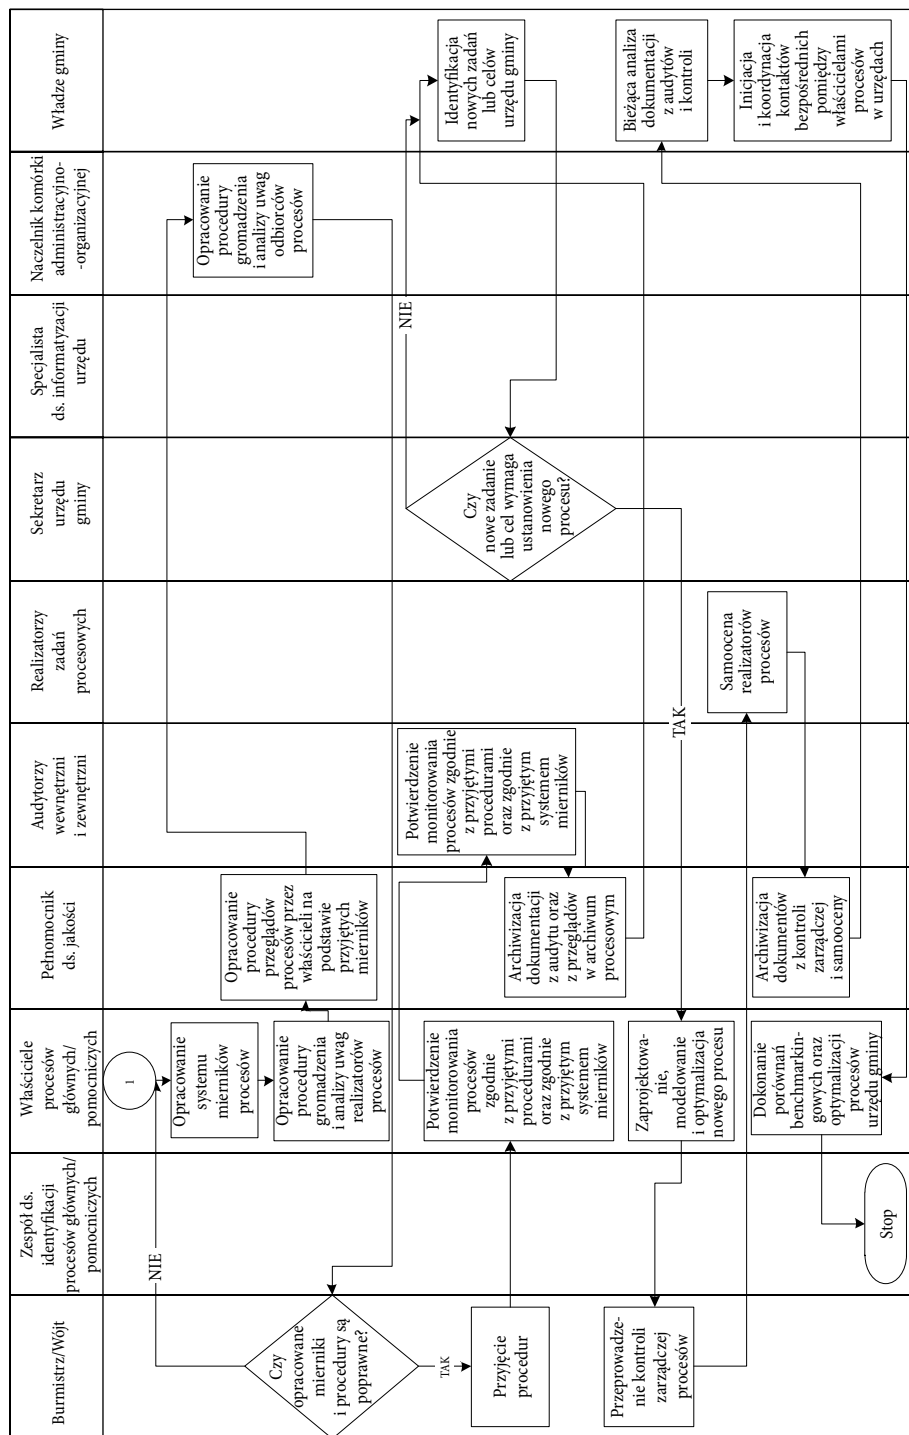 Władze gminy
Naczelnik komórki
administracyjno-
-organizacyjnej
Specjalista
ds. informatyzacji
urzędu
Sekretarz
urzędu
gminy
Realizatorzy
zadań
procesowych
Audytorzy
wewnętrzni
i zewnętrzni
Pełnomocnik
ds. jakości
Właściciele
procesów
głównych/
pomocniczych
Zespół ds.
identyfikacji
procesów głównych/
pomocniczych
Burmistrz/Wójt
1
Opracowanie
systemu
mierników
procesów
Opracowanie
procedury
gromadzenia
i analizy uwag
realizatorów
procesów
Opracowanie
procedury
przeglądów
procesów przez
właścicieli na
podstawie
przyjętych
mierników
Opracowanie
procedury
gromadzenia
i analizy uwag
odbiorców
procesów
Czy
opracowane
mierniki
i procedury są
poprawne?
NIE
TAK
Przyjęcie
procedur
Potwierdzenie
monitorowania
procesów
zgodnie
z przyjętymi
procedurami
oraz zgodnie
z przyjętym
systemem
mierników
Potwierdzenie
monitorowania
procesów zgodnie
z przyjętymi
procedurami
oraz zgodnie
z przyjętym
systemem
mierników
Archiwizacja
dokumentacji
z audytu oraz
z przeglądów
w archiwum
procesowym
Identyfikacja
nowych zadań
lub celów
urzędu gminy
Czy
nowe zadanie
lub cel wymaga
ustanowienia
nowego
procesu?
NIE
TAK
Zaprojektowa-
nie,
modelowanie
i optymalizacja
nowego procesu
Przeprowadze-
nie kontroli
zarządczej
procesów
Samoocena
realizatorów
procesów
Archiwizacja
dokumentów
z kontroli
zarządczej
i samooceny
Bieżąca analiza
dokumentacji
z audytów
i kontroli
Inicjacja
i koordynacja
kontaktów
bezpośrednich
pomiędzy
właścicielami
procesów
w urzędach
Dokonanie
porównań
benchmarkin-
gowych oraz
optymalizacji
procesów
urzędu gminy
Stop